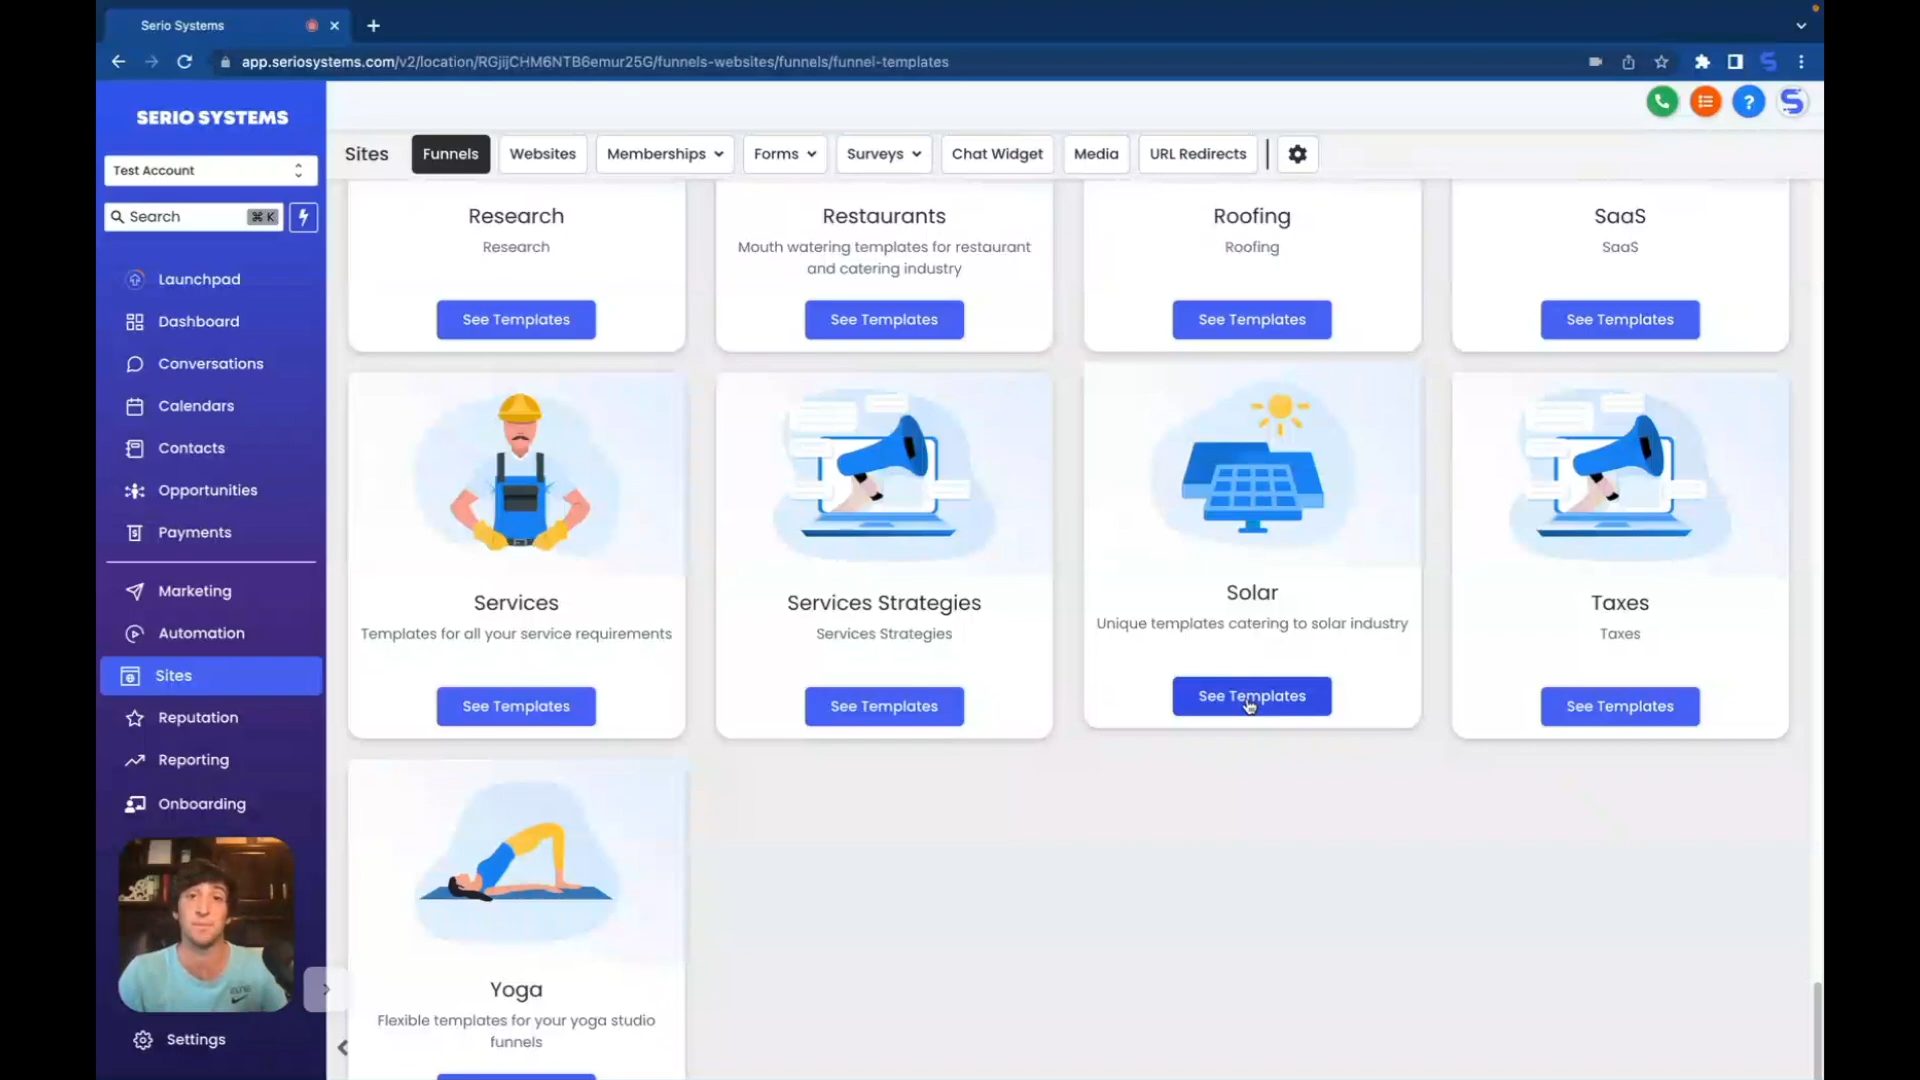 Serio Systems
app.seriosystems.com/v2/location/RGjijCHM6NTB6emur25G/funnels-websites/funnels/funnel-templates
SERIO SYSTEMS
Test Account
Search ⌘ K
Launchpad
Dashboard
Conversations
Calendars
Contacts
Opportunities
Payments
Marketing
Automation
Sites
Reputation
Reporting
Onboarding
Settings
Sites Funnels Websites Memberships Forms Surveys Chat Widget Media URL Redirects
Research
Research
See Templates
Restaurants
Mouth watering templates for restaurant
and catering industry
See Templates
Roofing
Roofing
See Templates
SaaS
SaaS
See Templates
Services
Templates for all your service requirements
See Templates
Services Strategies
Services Strategies
See Templates
Solar
Unique templates catering to solar industry
See Templates
Taxes
Taxes
See Templates
Yoga
Flexible templates for your yoga studio
funnels